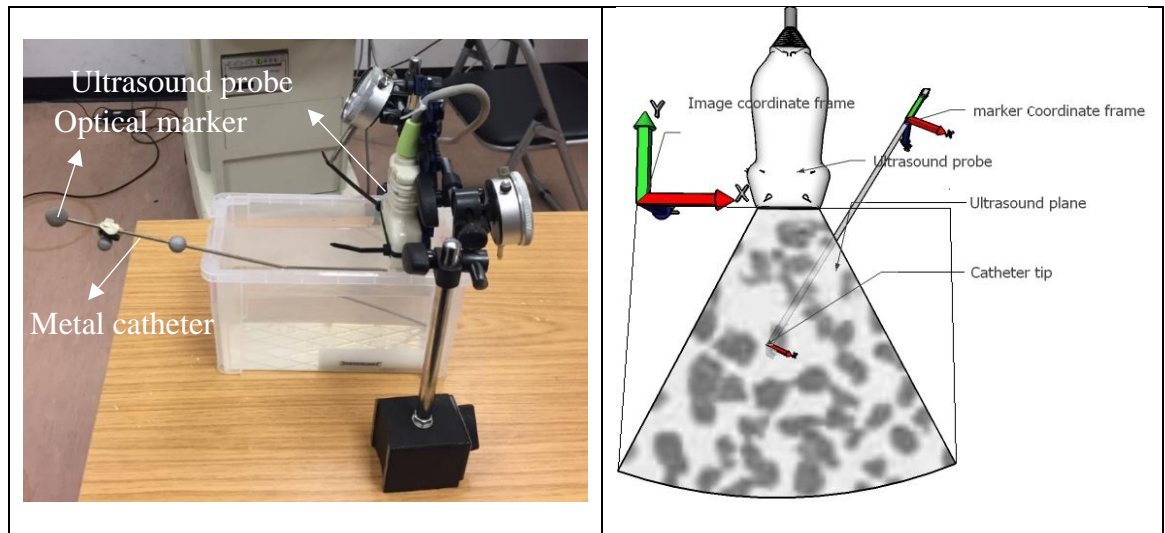 Ultrasound probe
Optical marker
Metal catheter
Image coordinate frame
marker Coordinate frame
Y
X
x
Ultrasound probe
Ultrasound plane
Catheter tip
x